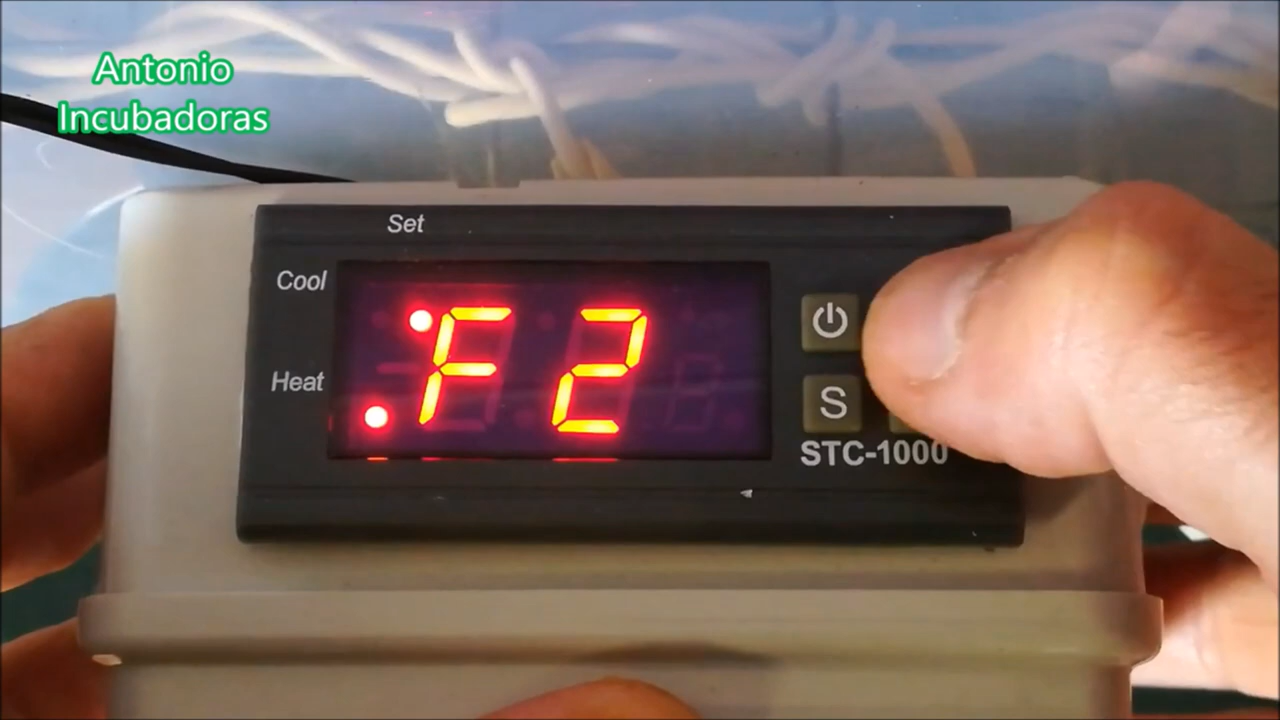 Antonio
Incubadoras
Set
Cool
F2
Heat
S
STC-1000